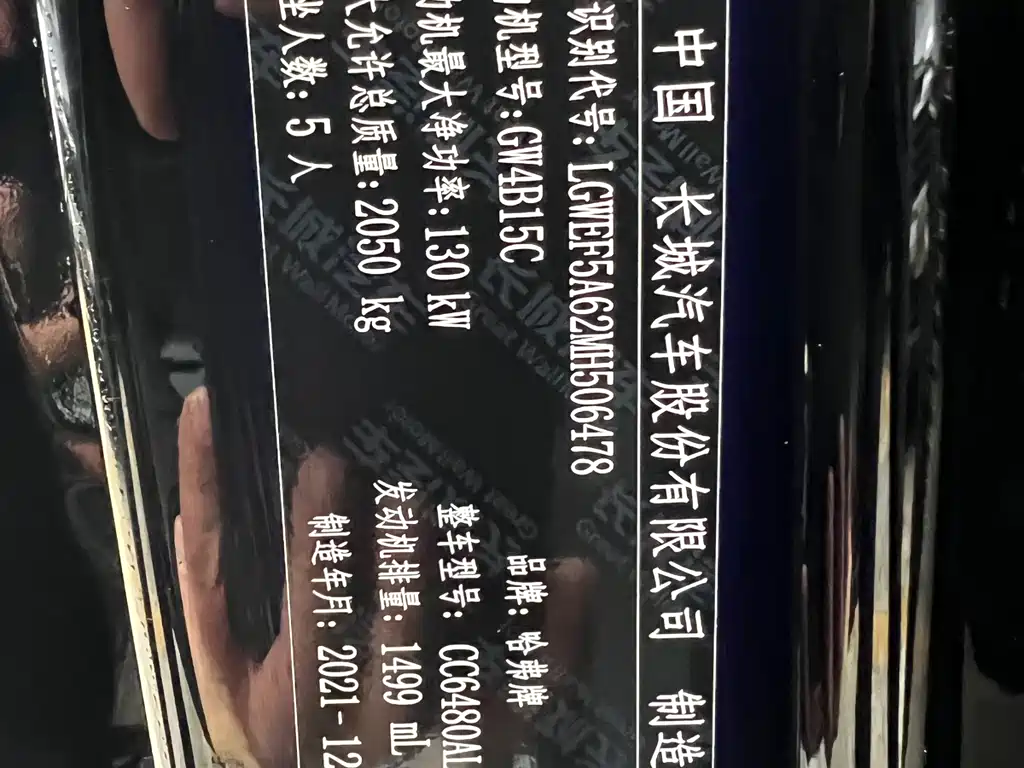 中国 长城汽车股份有限公司 制造
识别代号: LGWEF5A62MH506478
品牌: 哈弗牌
机型号: GW4B15C
整车型号: CC6480A
机最大净功率: 130 kW
发动机排量: 1499 mL
大允许总质量: 2050 kg
制造年月: 2021-12
坐人数: 5 人